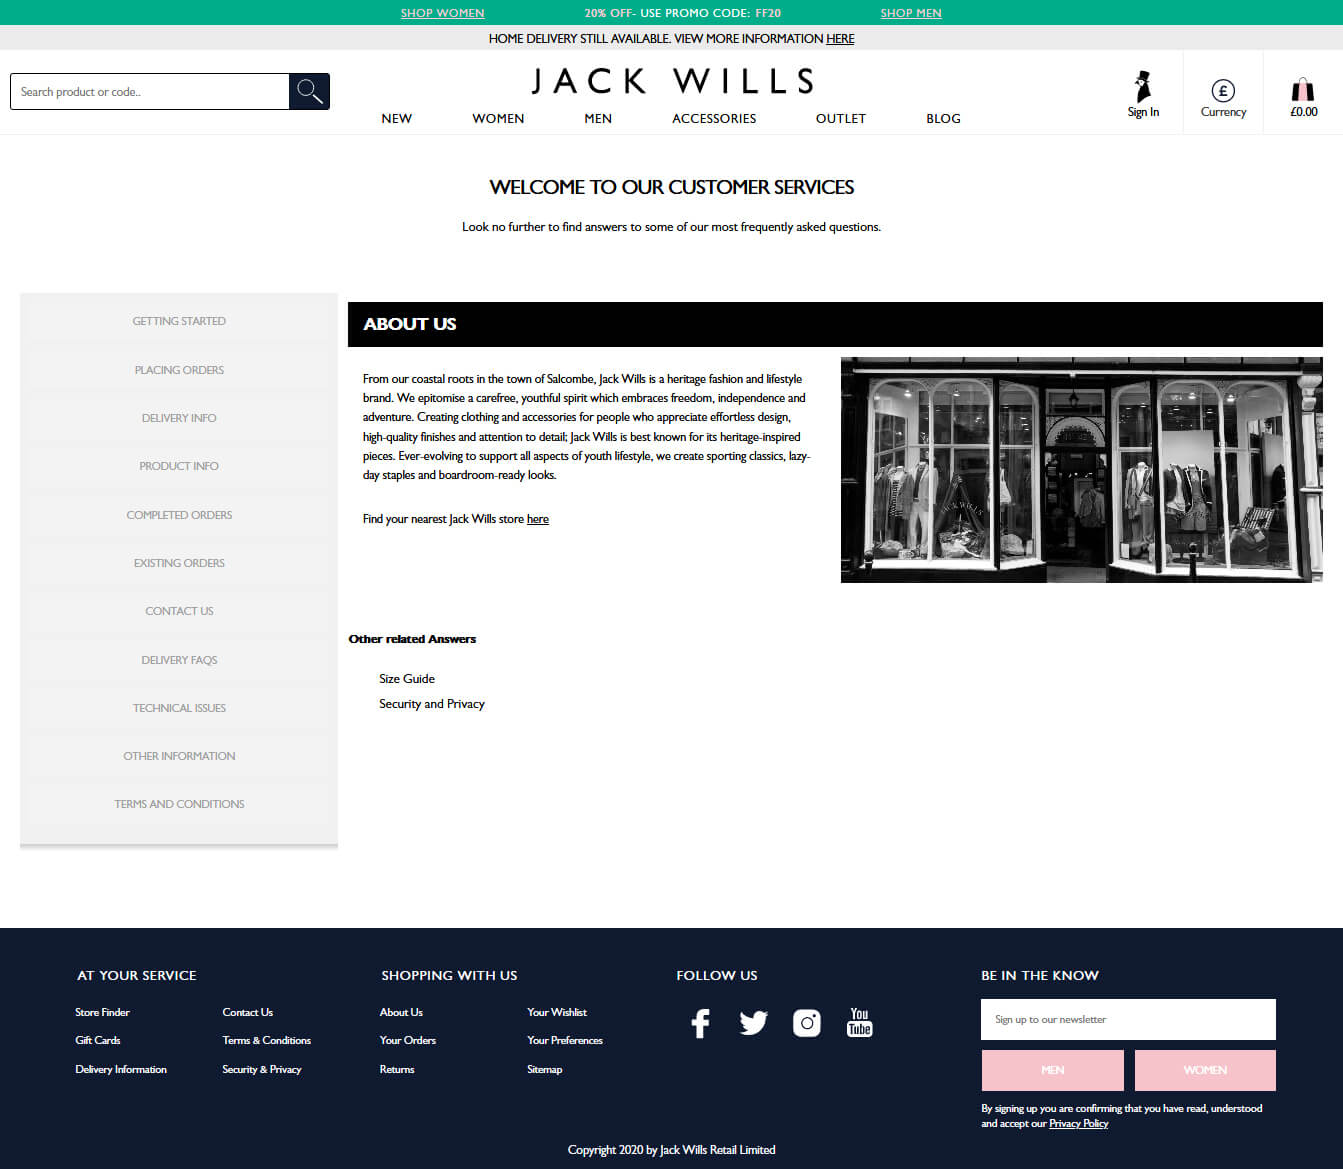 SHOP WOMEN
20% OFF- USE PROMO CODE: FF20
SHOP MEN
HOME DELIVERY STILL AVAILABLE. VIEW MORE INFORMATION HERE
Search product or code..
JACK WILLS
Sign In
Currency
£0.00
NEW
WOMEN
MEN
ACCESSORIES
OUTLET
BLOG
WELCOME TO OUR CUSTOMER SERVICES
Look no further to find answers to some of our most frequently asked questions.
GETTING STARTED
PLACING ORDERS
DELIVERY INFO
PRODUCT INFO
COMPLETED ORDERS
EXISTING ORDERS
CONTACT US
DELIVERY FAQS
TECHNICAL ISSUES
OTHER INFORMATION
TERMS AND CONDITIONS
ABOUT US
From our coastal roots in the town of Salcombe, Jack Wills is a heritage fashion and lifestyle
brand. We epitomise a carefree, youthful spirit which embraces freedom, independence and
adventure. Creating clothing and accessories for people who appreciate effortless design,
high-quality finishes and attention to detail; Jack Wills is best known for its heritage-inspired
pieces. Ever-evolving to support all aspects of youth lifestyle, we create sporting classics, lazy-
day staples and boardroom-ready looks.
Find your nearest Jack Wills store here
JACK WILLS
Other related Answers
Size Guide
Security and Privacy
AT YOUR SERVICE
Store Finder
Gift Cards
Delivery Information
Contact Us
Terms & Conditions
Security & Privacy
SHOPPING WITH US
About Us
Your Orders
Returns
Your Wishlist
Your Preferences
Sitemap
FOLLOW US
You
Tube
BE IN THE KNOW
Sign up to our newsletter
MEN
WOMEN
By signing up you are confirming that you have read, understood
and accept our Privacy Policy
Copyright 2020 by Jack Wills Retail Limited